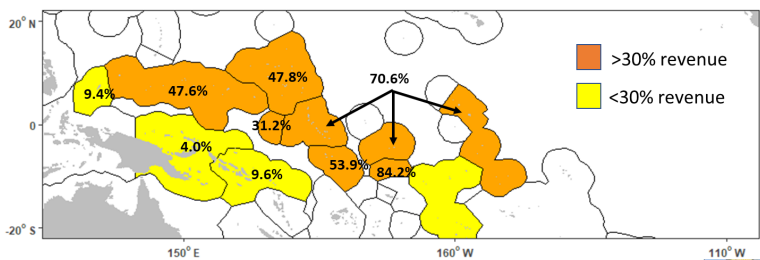 20° N
0
-20° S
150° E
160° W
110° W
9.4%
47.6%
47.8%
70.6%
31.2%
4.0%
9.6%
53.9%
84.2%
>30% revenue
<30% revenue